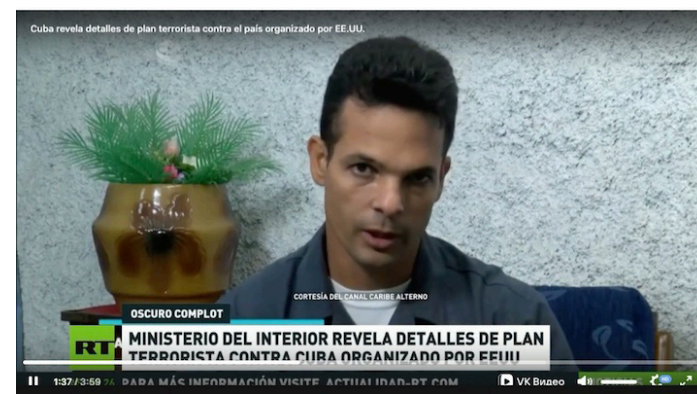 Cuba revela detalles de plan terrorista contra el país organizado por EE.UU.
CORTESÍA DEL CANAL CARIBE ALTERNO
OSCURO COMPLOT
RT
MINISTERIO DEL INTERIOR REVELA DETALLES DE PLAN
TERRORISTA CONTRA CUBA ORGANIZADO POR EEUU
1:37 / 3:59
PARA MÁS INFORMACIÓN VISITE ACTUALIDAD-RT.COM
VK Видео